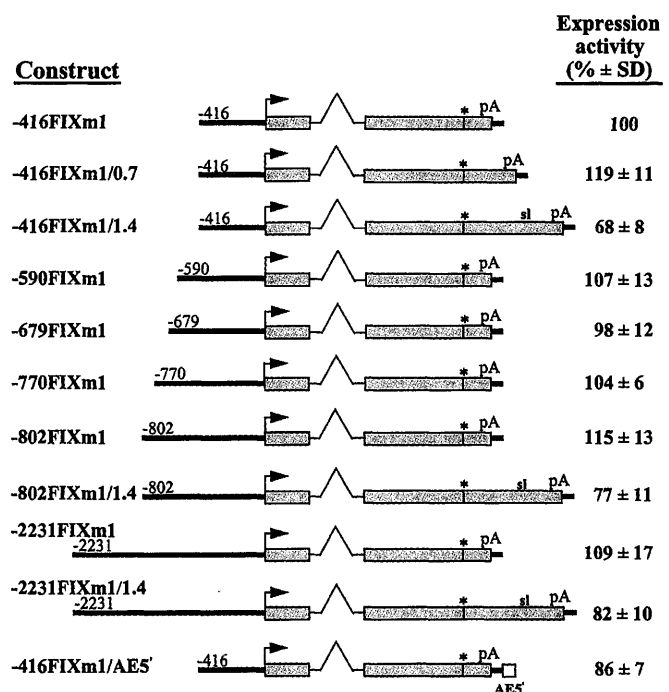 Expression
activity
(% ± SD)
Construct
-416FIXm1 -416 * pA 100
-416FIXm1/0.7 -416 * pA 119 ± 11
-416FIXm1/1.4 -416 * sl pA 68 ± 8
-590FIXm1 -590 * pA 107 ± 13
-679FIXm1 -679 * pA 98 ± 12
-770FIXm1 -770 * pA 104 ± 6
-802FIXm1 -802 * pA 115 ± 13
-802FIXm1/1.4 -802 * sl pA 77 ± 11
-2231FIXm1
-2231 * pA 109 ± 17
-2231FIXm1/1.4
-2231 * sl pA 82 ± 10
-416FIXm1/AE5' -416 * pA 86 ± 7
AE5'